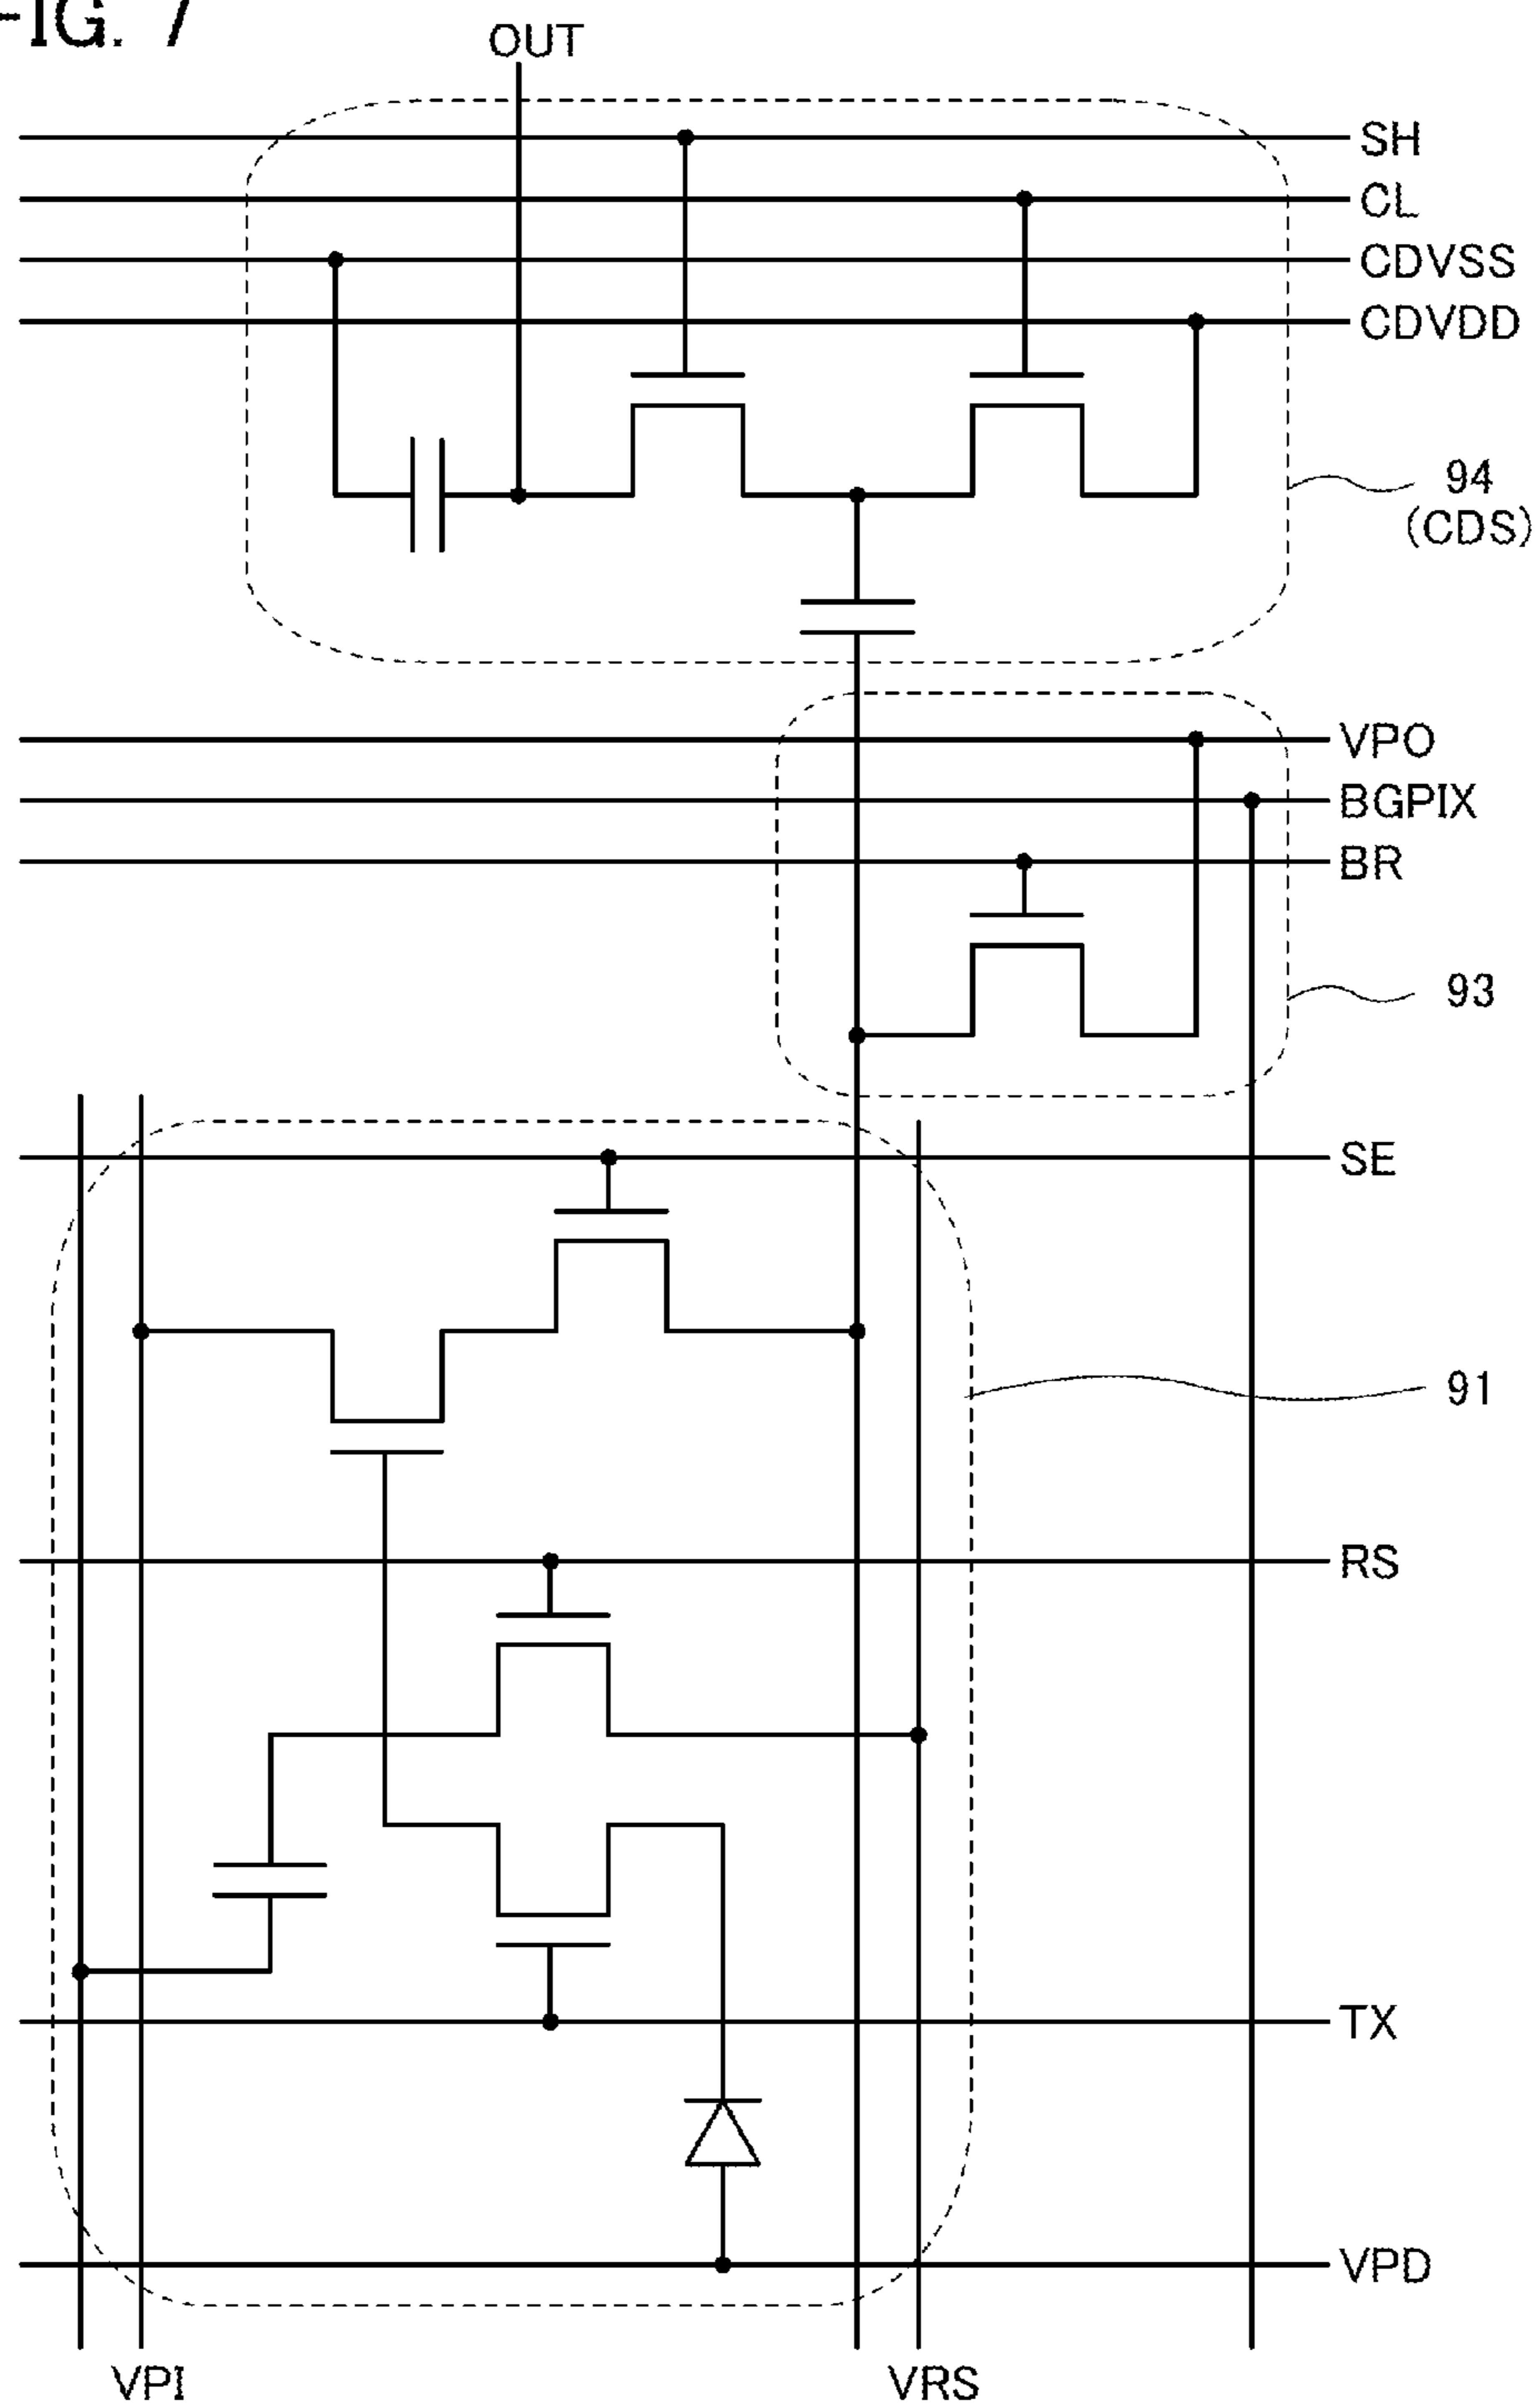 FIG. 7
OUT
SH
CL
CDVSS
CDVDD
94
(CDS)
VPO
BGPIX
BR
93
SE
91
RS
TX
VPD
VPI
VRS